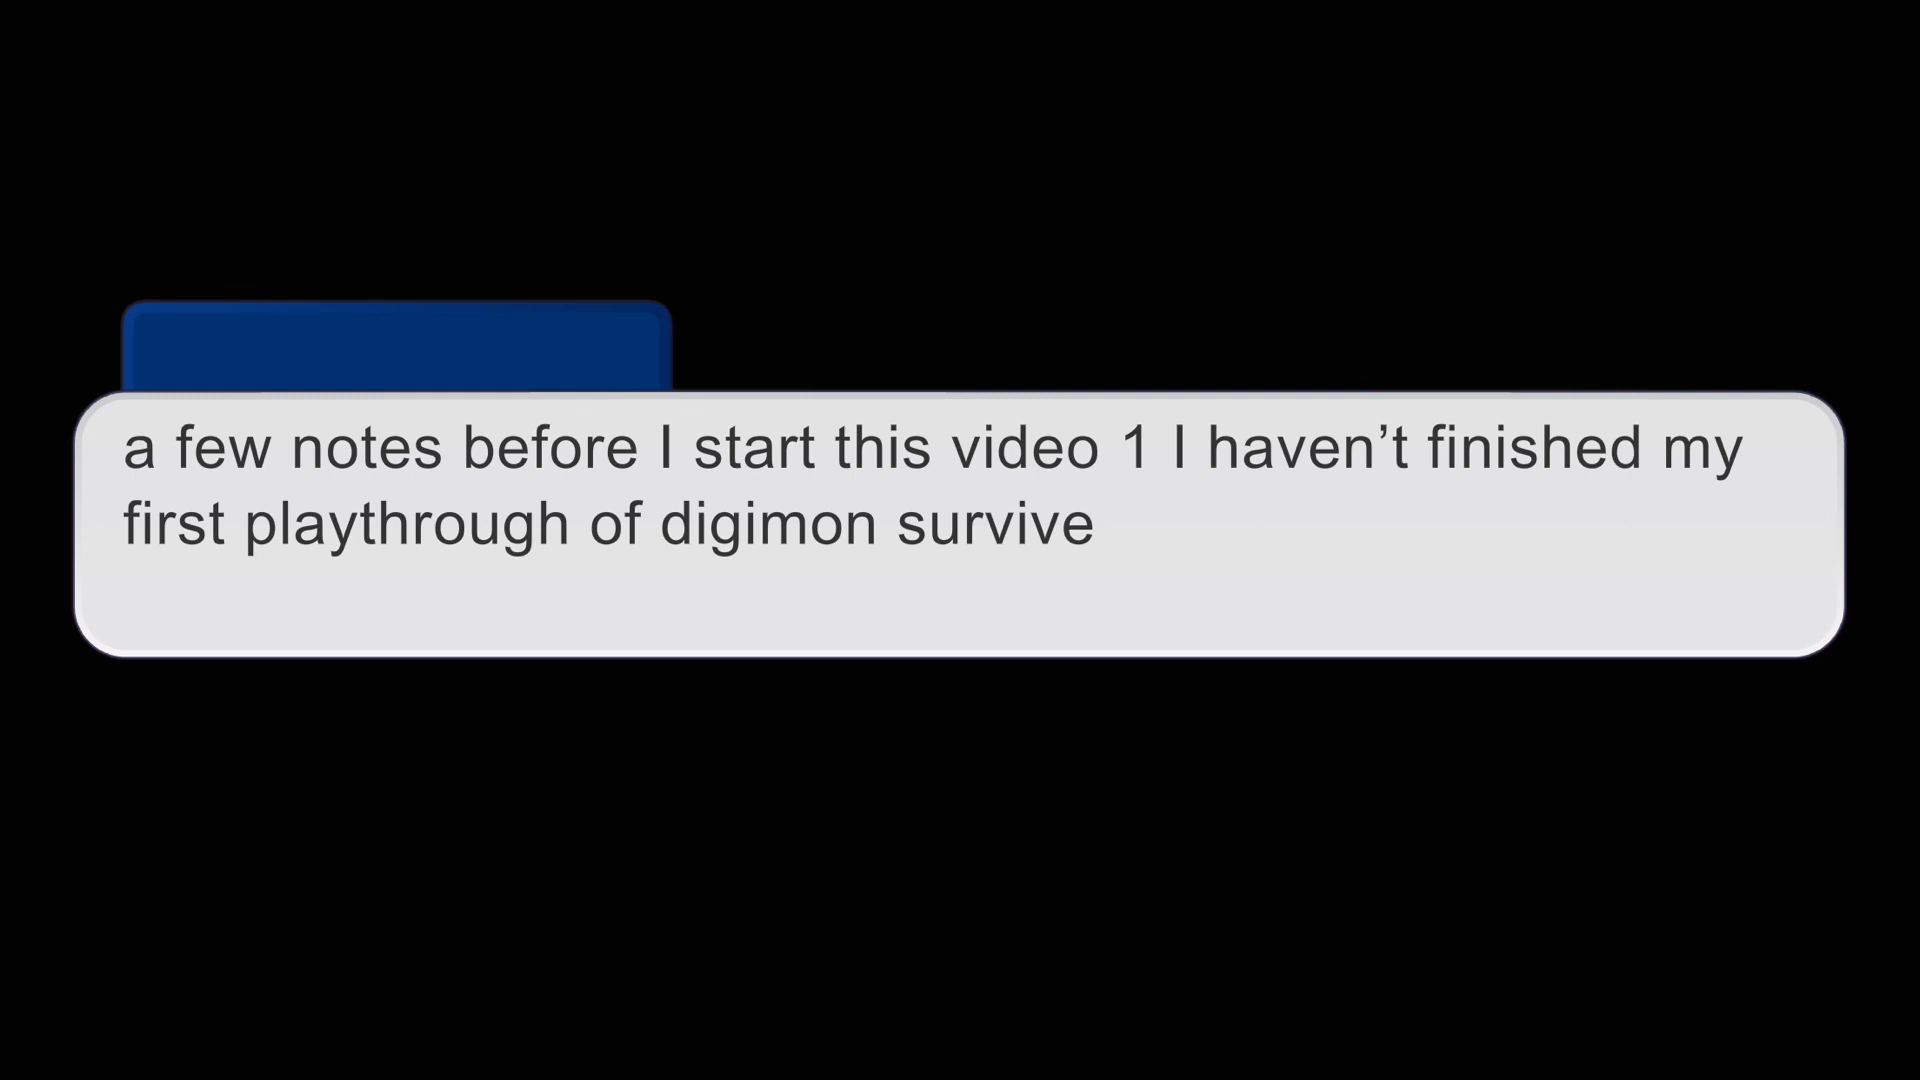 a few notes before I start this video 1 I haven’t finished my
first playthrough of digimon survive